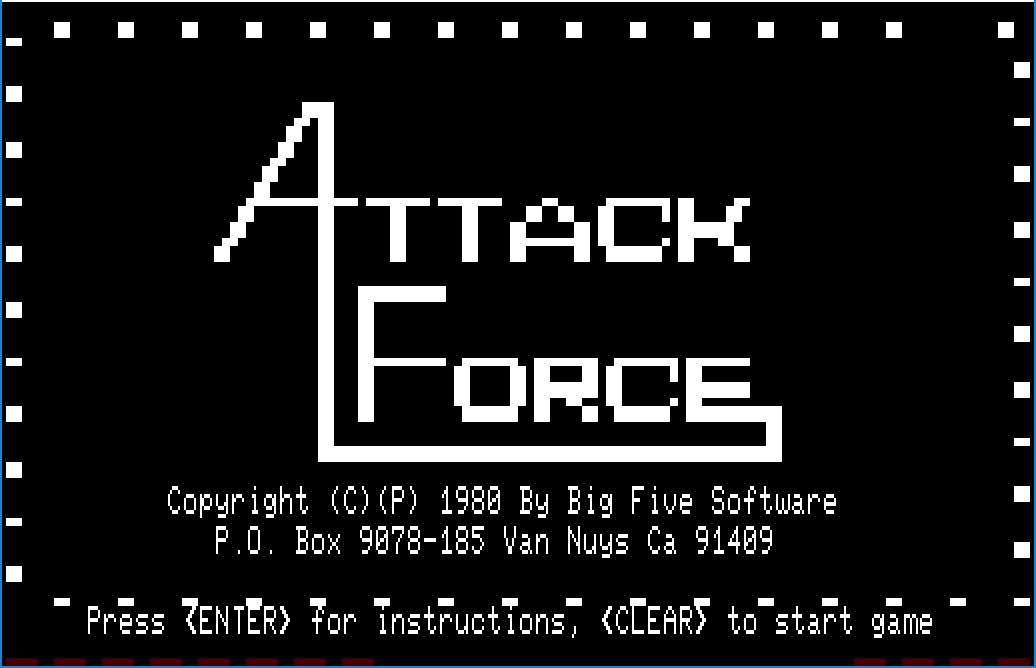 ATTACK
FORCE
Copyright (C)(P) 1980 By Big Five Software
P.O. Box 9078-185 Van Nuys Ca 91409
Press <ENTER> for instructions, <CLEAR> to start game